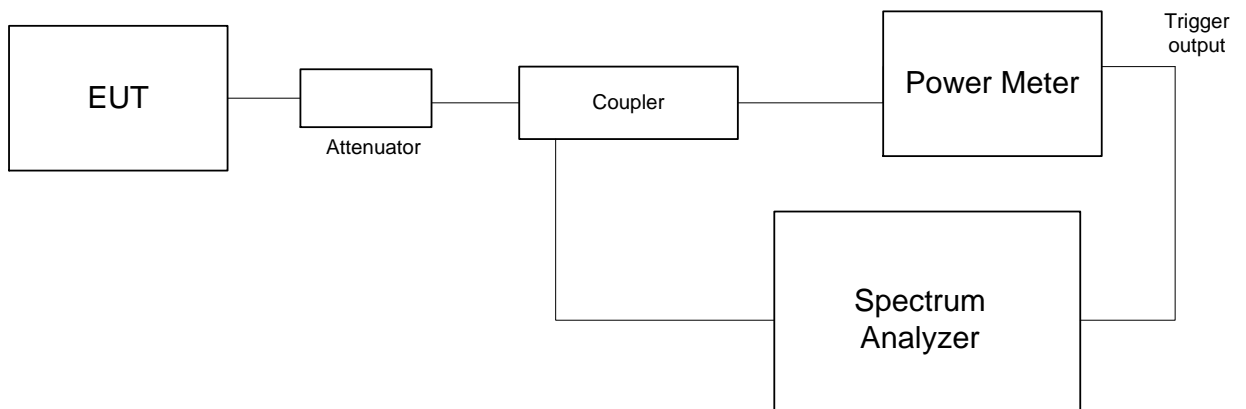 Trigger
output
EUT
Power Meter
Coupler
Attenuator
Spectrum
Analyzer